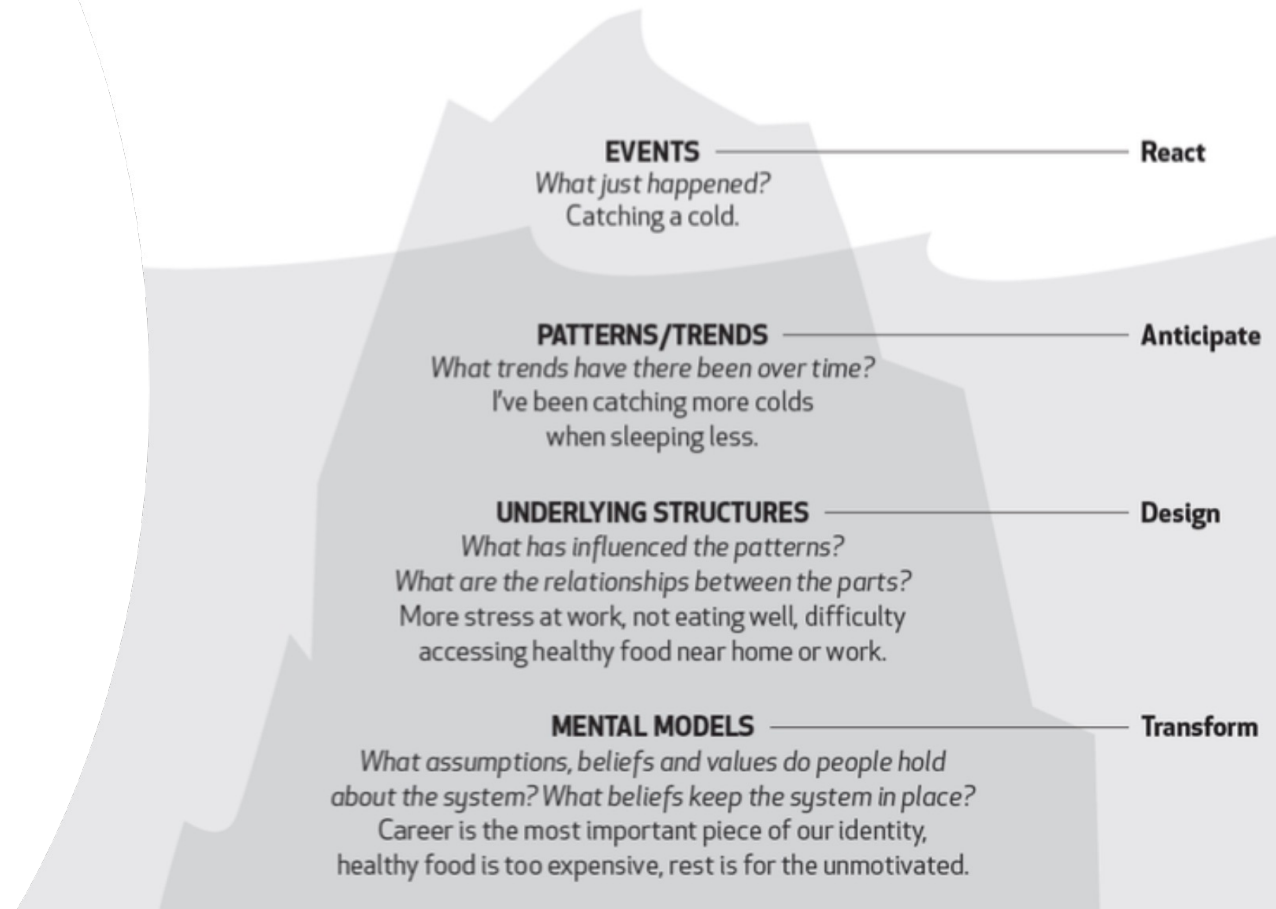 EVENTS React
What just happened?
Catching a cold.
PATTERNS/TRENDS Anticipate
What trends have there been over time?
I've been catching more colds
when sleeping less.
UNDERLYING STRUCTURES Design
What has influenced the patterns?
What are the relationships between the parts?
More stress at work, not eating well, difficulty
accessing healthy food near home or work.
MENTAL MODELS Transform
What assumptions, beliefs and values do people hold
about the system? What beliefs keep the system in place?
Career is the most important piece of our identity,
healthy food is too expensive, rest is for the unmotivated.